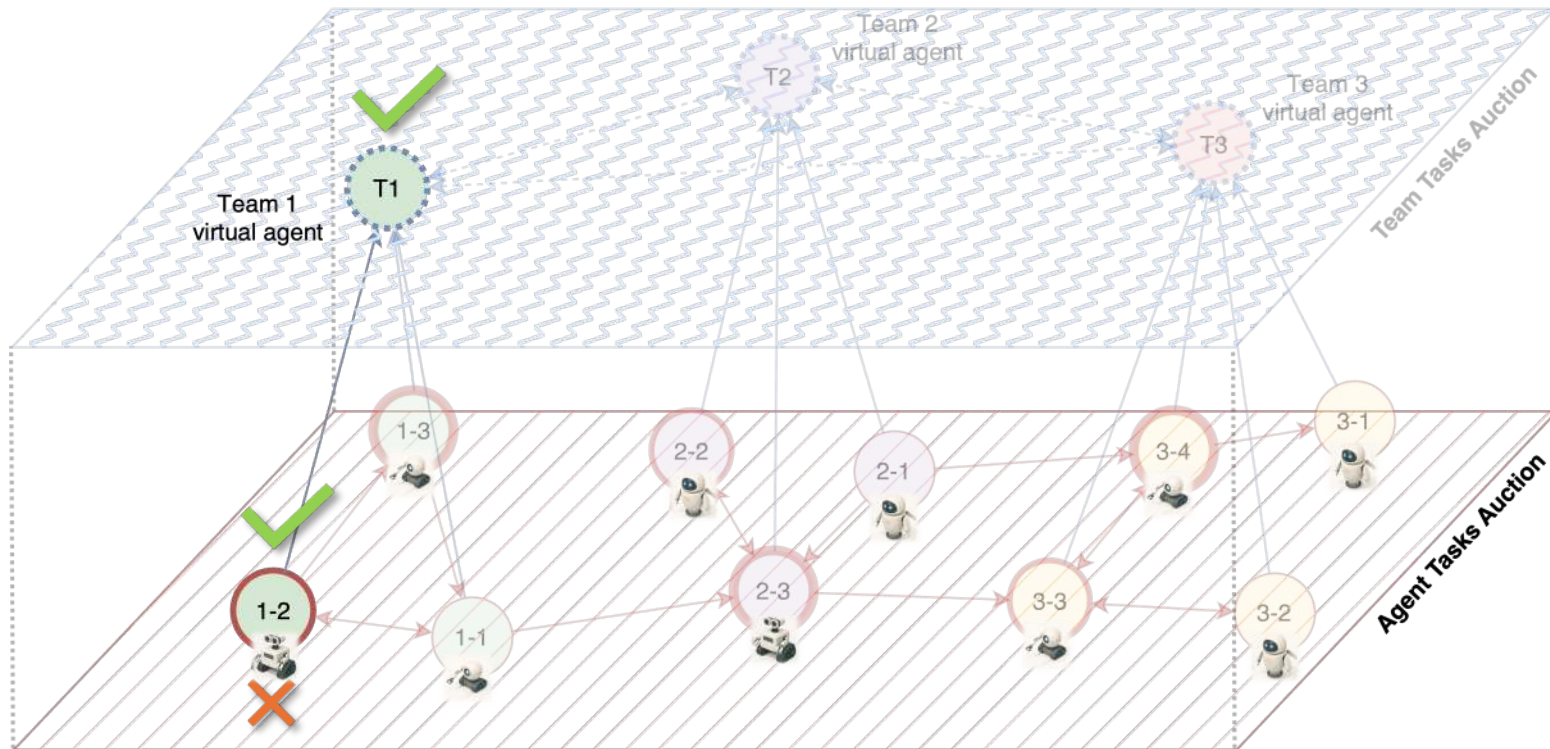 Team 2
virtual agent
T2
Team 3
virtual agent
T3
Team Tasks Auction
T1
Team 1
virtual agent
1-3
2-2
2-1
3-4
3-1
Agent Tasks Auction
1-2
1-1
2-3
3-3
3-2